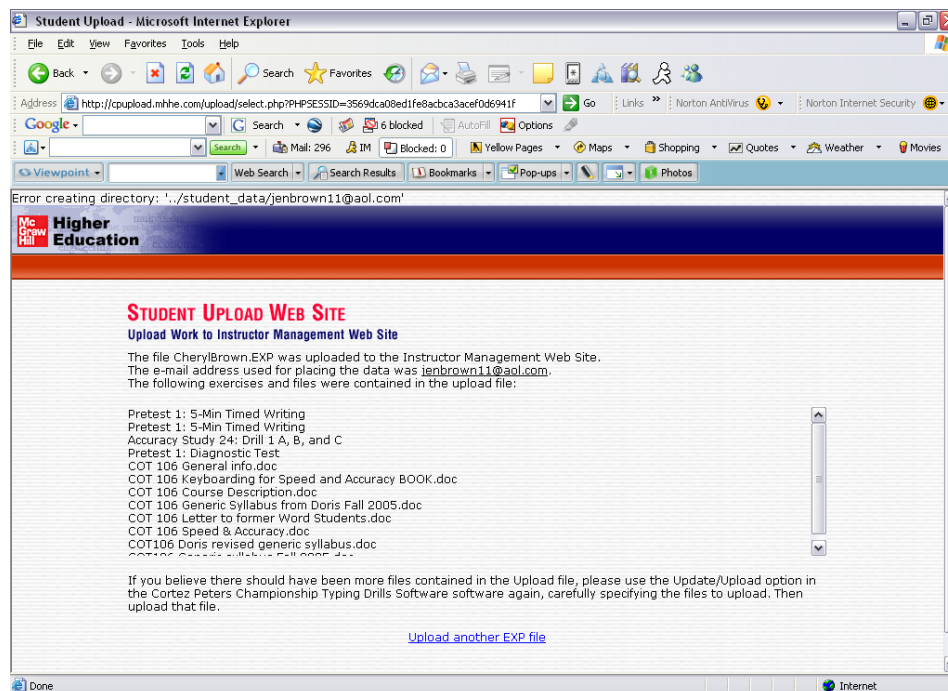 Student Upload - Microsoft Internet Explorer
File Edit View Favorites Tools Help
Back Search Favorites
Address http://cpupload.mhhe.com/upload/select.php?PHPSESSID=3569dca08ed1fe8acbca3acef0d6941f Go Links » Norton AntiVirus Norton Internet Security
Google Search 6 blocked AutoFill Options
Search Mail: 296 IM Blocked: 0 Yellow Pages Maps Shopping Quotes Weather Movies
Viewpoint Web Search Search Results Bookmarks Pop-ups Photos
Error creating directory: '../student_data/jenbrown11@aol.com'
Mc Graw Hill Higher Education
STUDENT UPLOAD WEB SITE
Upload Work to Instructor Management Web Site
The file CherylBrown.EXP was uploaded to the Instructor Management Web Site.
The e-mail address used for placing the data was jenbrown11@aol.com.
The following exercises and files were contained in the upload file:
Pretest 1: 5-Min Timed Writing
Pretest 1: 5-Min Timed Writing
Accuracy Study 24: Drill 1 A, B, and C
Pretest 1: Diagnostic Test
COT 106 General info.doc
COT 106 Keyboarding for Speed and Accuracy BOOK.doc
COT 106 Course Description.doc
COT 106 Generic Syllabus from Doris Fall 2005.doc
COT 106 Letter to former Word Students.doc
COT 106 Speed & Accuracy.doc
COT106 Doris revised generic syllabus.doc
COT106 Generic syllabus Fall 2005.doc
If you believe there should have been more files contained in the Upload file, please use the Update/Upload option in
the Cortez Peters Championship Typing Drills Software software again, carefully specifying the files to upload. Then
upload that file.
Upload another EXP file
Done Internet